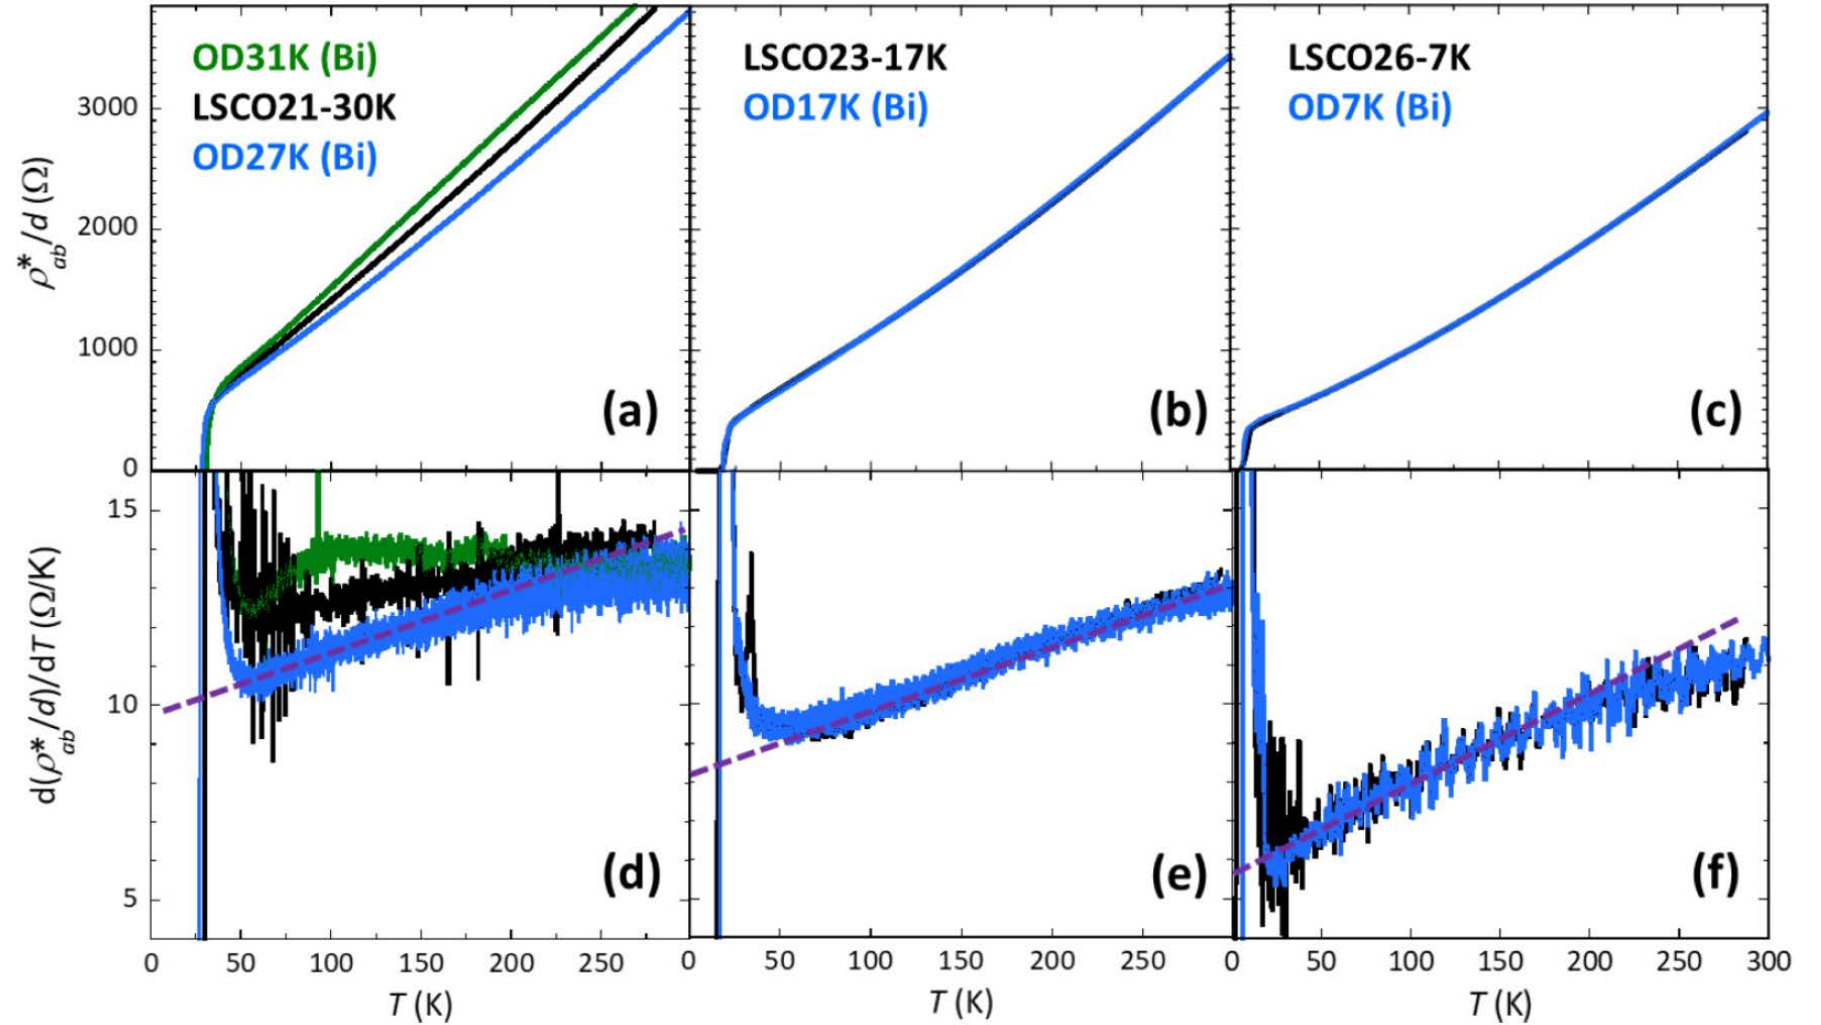 OD31K (Bi)
LSCO21-30K
OD27K (Bi)
(a)
LSCO23-17K
OD17K (Bi)
(b)
LSCO26-7K
OD7K (Bi)
(c)
ρ*ab/d (Ω)
3000
2000
1000
0
d(ρ*ab/d)/dT (Ω/K)
15
10
5
(d)
(e)
(f)
0 50 100 150 200 250 0 50 100 150 200 250 0 50 100 150 200 250 300
T (K) T (K) T (K)